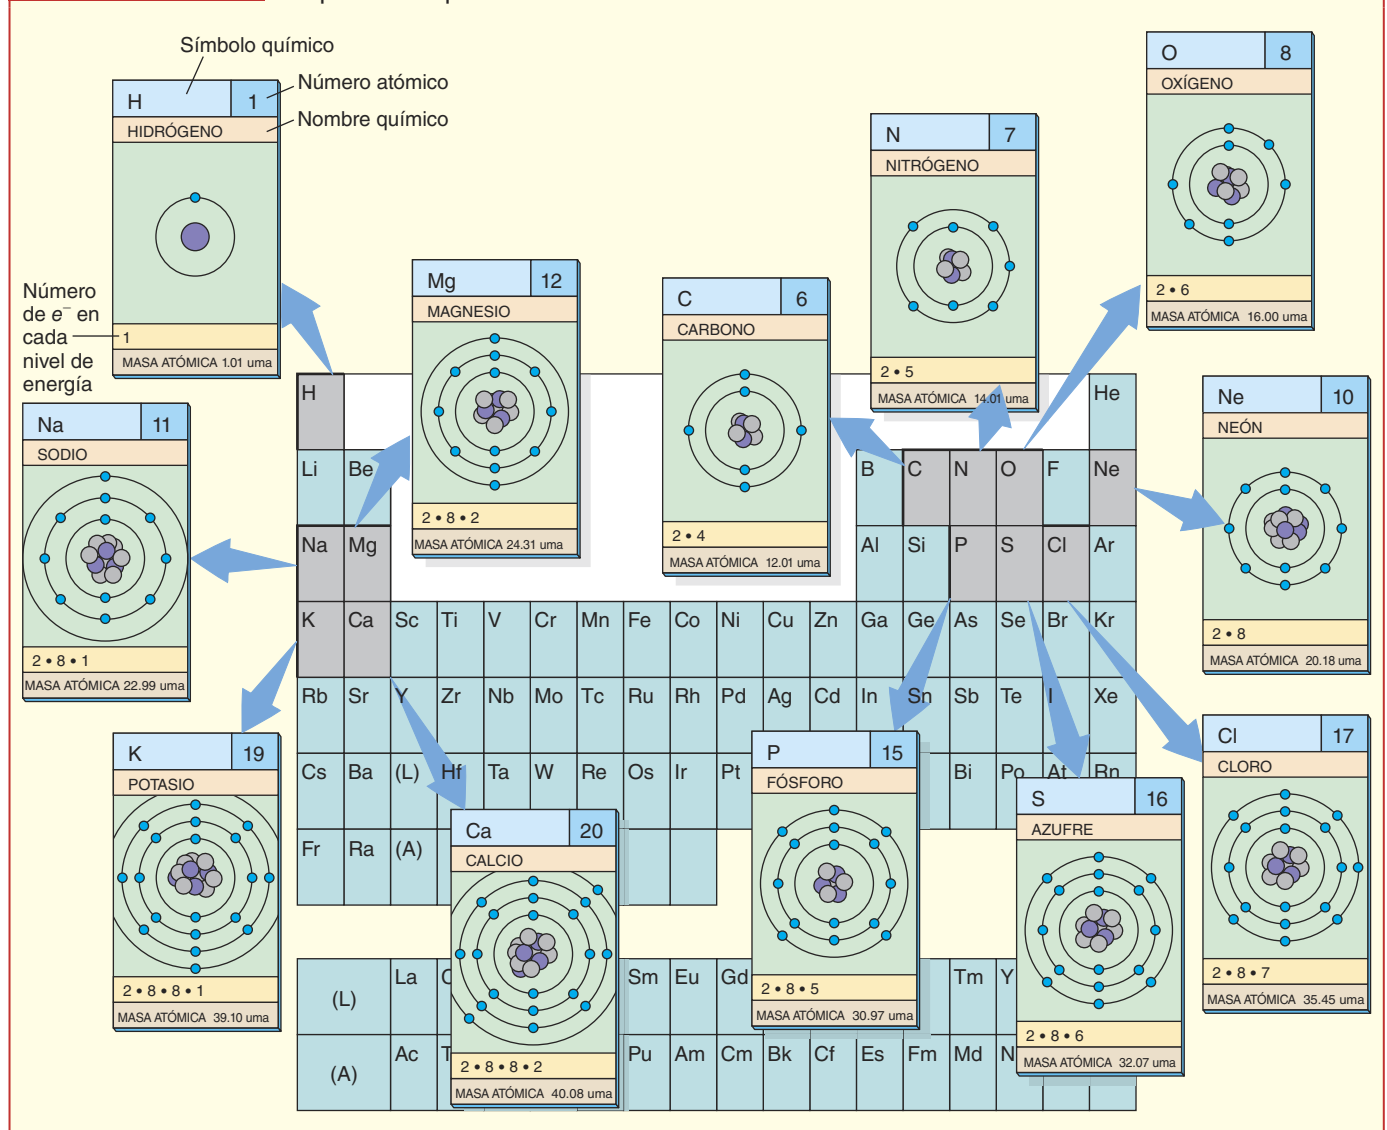 Símbolo químico
H 1
Número atómico
HIDRÓGENO
Nombre químico
Número
de e⁻ en
cada
nivel de
energía
1
MASA ATÓMICA 1.01 uma
O 8
OXÍGENO
2 • 6
MASA ATÓMICA 16.00 uma
N 7
NITRÓGENO
2 • 5
MASA ATÓMICA 14.01 uma
Mg 12
MAGNESIO
2 • 8 • 2
MASA ATÓMICA 24.31 uma
C 6
CARBONO
2 • 4
MASA ATÓMICA 12.01 uma
Ne 10
NEÓN
2 • 8
MASA ATÓMICA 20.18 uma
Na 11
SODIO
2 • 8 • 1
MASA ATÓMICA 22.99 uma
H He
Li Be B C N O F Ne
Na Mg Al Si P S Cl Ar
K Ca Sc Ti V Cr Mn Fe Co Ni Cu Zn Ga Ge As Se Br Kr
Rb Sr Y Zr Nb Mo Tc Ru Rh Pd Ag Cd In Sn Sb Te I Xe
Cs Ba (L) Hf Ta W Re Os Ir Pt Bi Po At Rn
Fr Ra (A)
(L) La Sm Eu Gd Tm Y
(A) Ac T Pu Am Cm Bk Cf Es Fm Md N
K 19
POTASIO
2 • 8 • 8 • 1
MASA ATÓMICA 39.10 uma
Ca 20
CALCIO
2 • 8 • 8 • 2
MASA ATÓMICA 40.08 uma
P 15
FÓSFORO
2 • 8 • 5
MASA ATÓMICA 30.97 uma
S 16
AZUFRE
2 • 8 • 6
MASA ATÓMICA 32.07 uma
Cl 17
CLORO
2 • 8 • 7
MASA ATÓMICA 35.45 uma